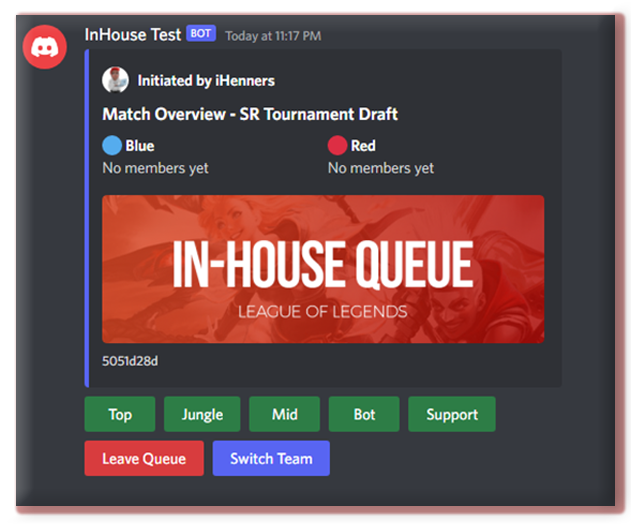 InHouse Test BOT Today at 11:17 PM
Initiated by iHenners
Match Overview - SR Tournament Draft
Blue Red
No members yet No members yet
IN-HOUSE QUEUE
LEAGUE OF LEGENDS
5051d28d
Top Jungle Mid Bot Support
Leave Queue Switch Team